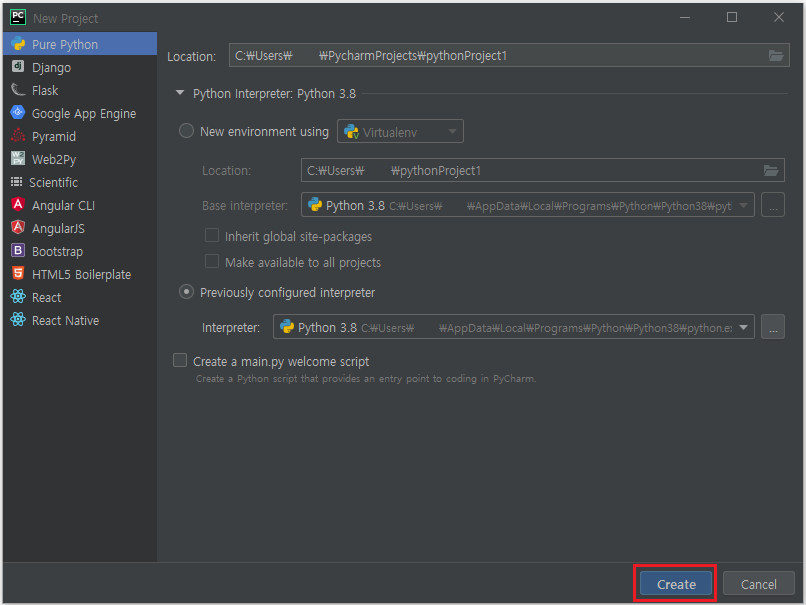 New Project
Pure Python
Django
Flask
Google App Engine
Pyramid
Web2Py
Scientific
Angular CLI
AngularJS
Bootstrap
HTML5 Boilerplate
React
React Native
Location: C:₩Users₩ ₩PycharmProjects₩pythonProject1
Python Interpreter: Python 3.8
New environment using Virtualenv
Location: C:₩Users₩ ₩pythonProject1
Base interpreter: Python 3.8 C:₩Users₩ ₩AppData₩Local₩Programs₩Python₩Python38₩pyt ...
Inherit global site-packages
Make available to all projects
Previously configured interpreter
Interpreter: Python 3.8 C:₩Users₩ ₩AppData₩Local₩Programs₩Python₩Python38₩python.e ...
Create a main.py welcome script
Create a Python script that provides an entry point to coding in PyCharm.
Create Cancel